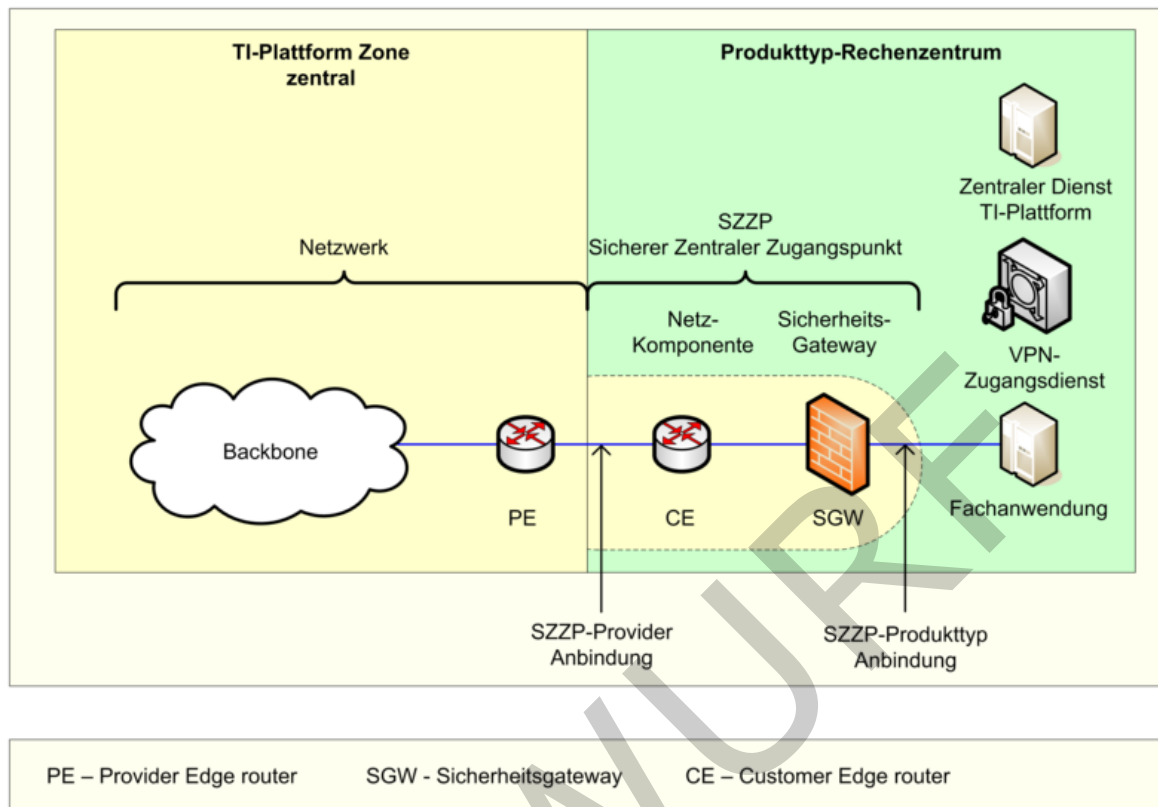 TI-Plattform Zone
zentral
Produkttyp-Rechenzentrum
Zentraler Dienst
TI-Plattform
Netzwerk
SZZP
Sicherer Zentraler Zugangspunkt
Netz-
Komponente
Sicherheits-
Gateway
VPN-
Zugangsdienst
Backbone
PE
CE
SGW
Fachanwendung
SZZP-Provider
Anbindung
SZZP-Produkttyp
Anbindung
PE – Provider Edge router
SGW - Sicherheitsgateway
CE – Customer Edge router